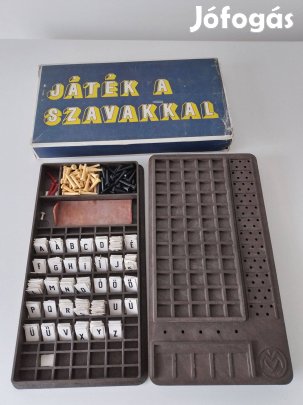 Jófogás
JÁTÉK A
SZAVAKKAL
A Á B C D E É
F G H I Í J K L
M N O Ó Ö Ő
P Q R S T U Ú
Ü Ű V X Y Z